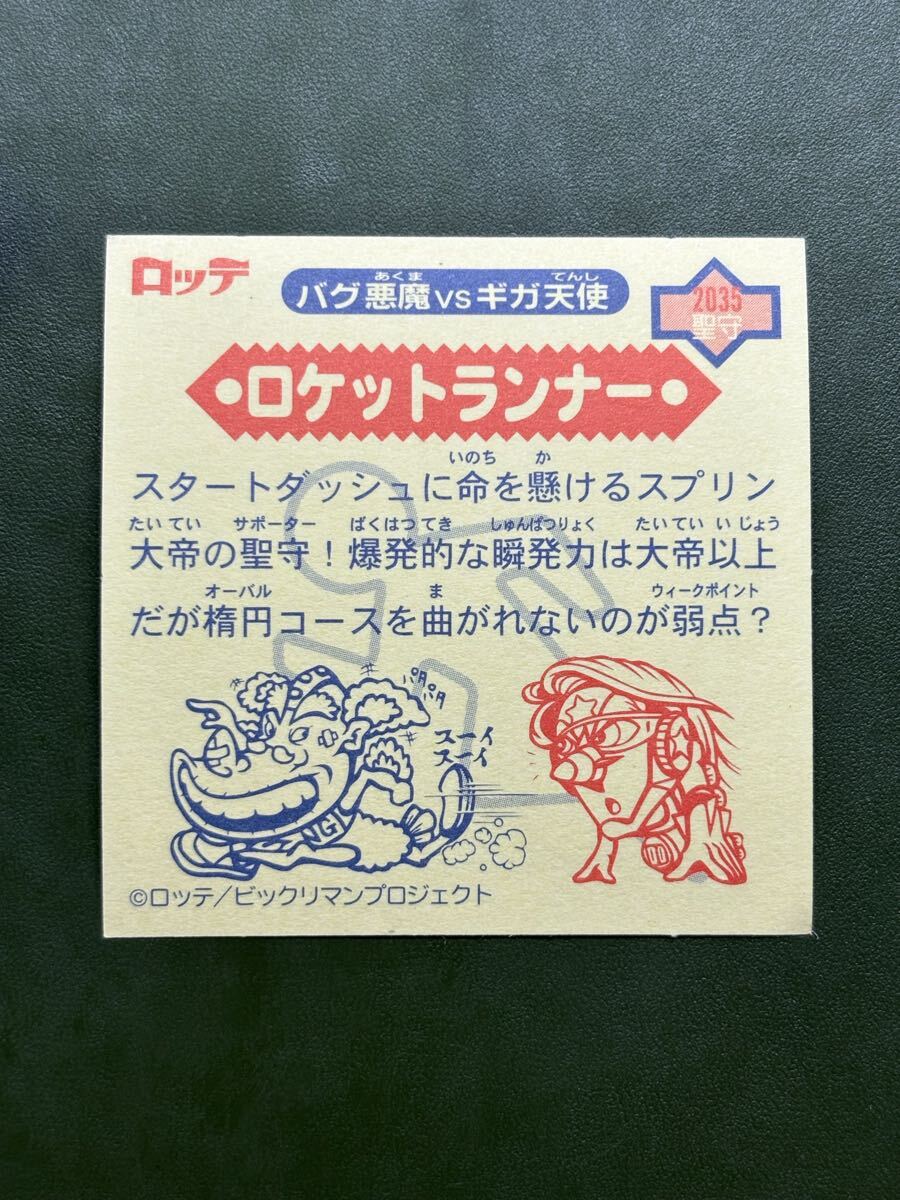 ロッテ
バグ悪魔vsギガ天使
あくま てんし
2035
聖守
・ロケットランナー・
いのち か
スタートダッシュに命を懸けるスプリン
たいてい サポーター ばくはつてき しゅんぱつりょく たいていいじょう
大帝の聖守！爆発的な瞬発力は大帝以上
オーバル ま ウィークポイント
だが楕円コースを曲がれないのが弱点？
スーイ
スーイ
NG
©ロッテ／ビックリマンプロジェクト